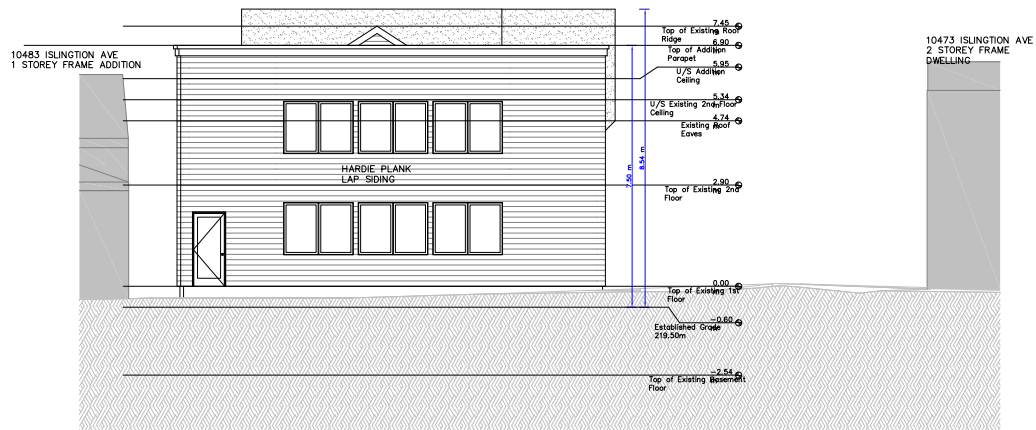 10483 ISLINGTON AVE
1 STOREY FRAME ADDITION
7.45
m
Top of Existing Roof
Ridge
6.90
m
Top of Addition
Parapet
5.95
m
U/S Addition
Ceiling
5.34
m
U/S Existing 2nd Floor
Ceiling
4.74
m
Existing Roof
Eaves
10473 ISLINGTON AVE
2 STOREY FRAME
DWELLING
HARDIE PLANK
LAP SIDING
7.50 m
8.54 m
2.90
m
Top of Existing 2nd
Floor
0.00
m
Top of Existing 1st
Floor
-0.60
m
Established Grade
219.50m
-2.54
m
Top of Existing Basement
Floor